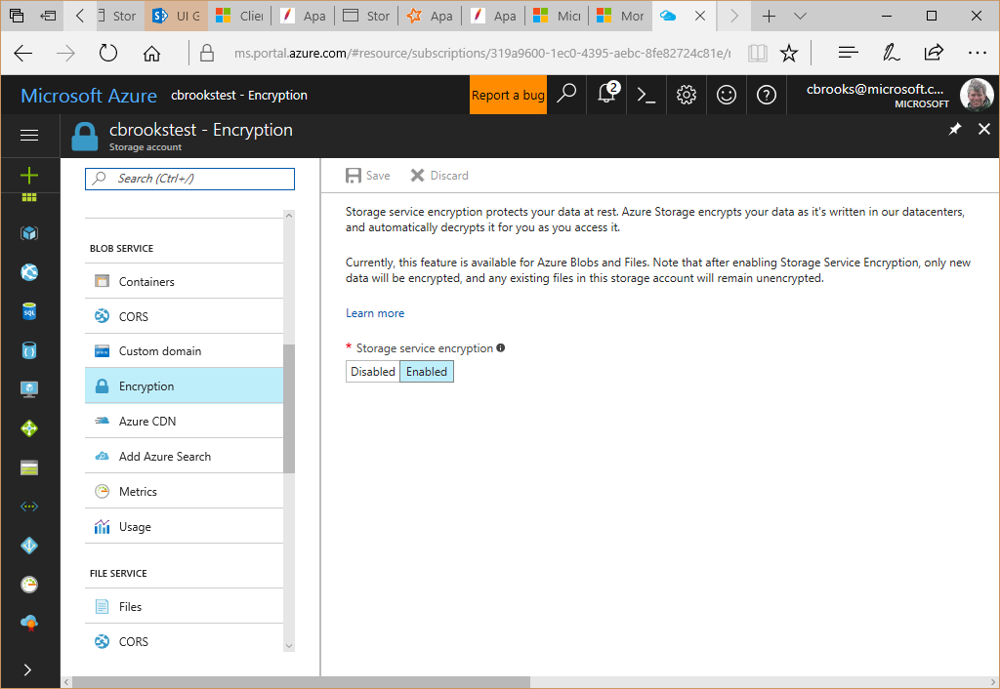 Stor
UI G
Clie
Apa
Stor
Apa
Apa
Mic
Mor
ms.portal.azure.com/#resource/subscriptions/319a9600-1ec0-4395-aebc-8fe82724c81e/r
Microsoft Azure
cbrookstest - Encryption
Report a bug
2
cbrooks@microsoft.c...
MICROSOFT
cbrookstest - Encryption
Storage account
Search (Ctrl+/)
BLOB SERVICE
Containers
CORS
Custom domain
Encryption
Azure CDN
Add Azure Search
Metrics
Usage
FILE SERVICE
Files
CORS
Save
Discard
Storage service encryption protects your data at rest. Azure Storage encrypts your data as it's written in our datacenters,
and automatically decrypts it for you as you access it.
Currently, this feature is available for Azure Blobs and Files. Note that after enabling Storage Service Encryption, only new
data will be encrypted, and any existing files in this storage account will remain unencrypted.
Learn more
* Storage service encryption
Disabled
Enabled